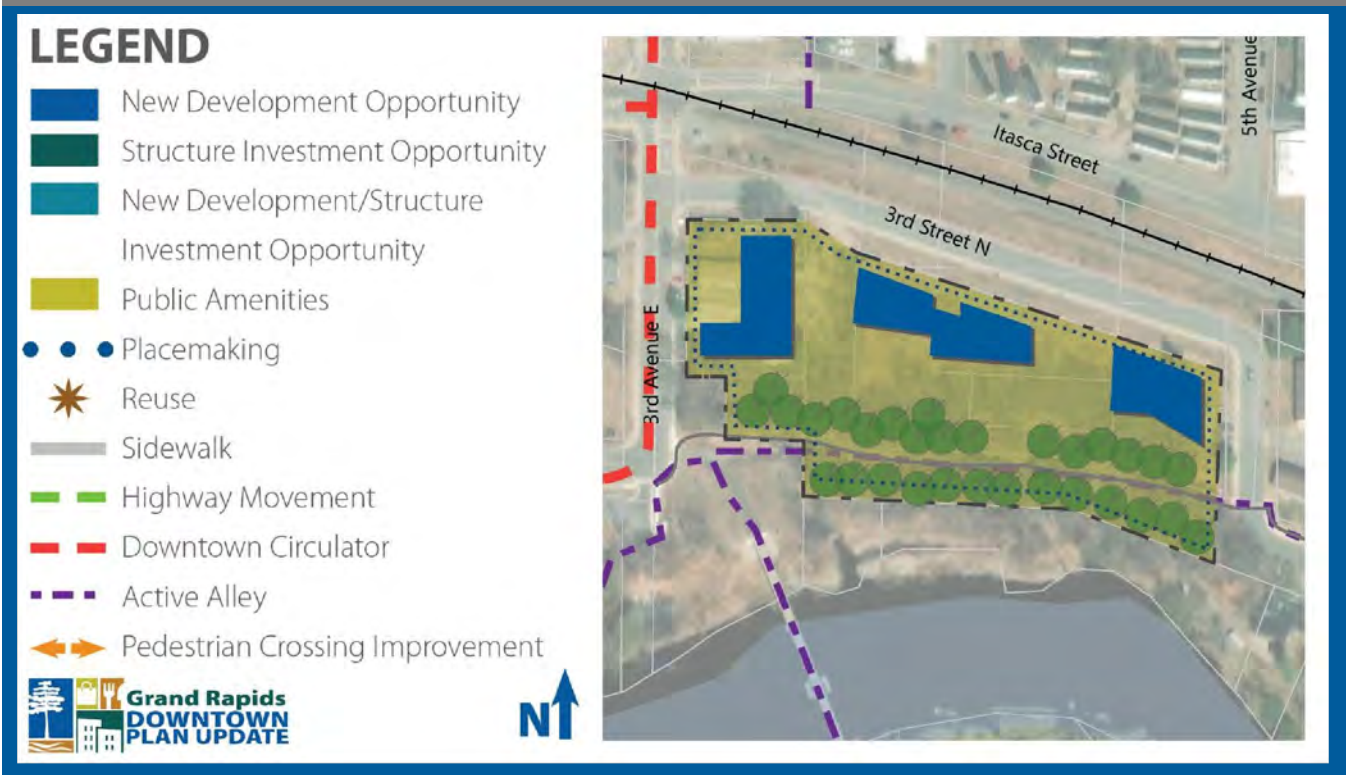 LEGEND
New Development Opportunity
Structure Investment Opportunity
New Development/Structure
Investment Opportunity
Public Amenities
Placemaking
Reuse
Sidewalk
Highway Movement
Downtown Circulator
Active Alley
Pedestrian Crossing Improvement
Grand Rapids
DOWNTOWN
PLAN UPDATE
N
5th Avenue
Itasca Street
3rd Street N
3rd Avenue E